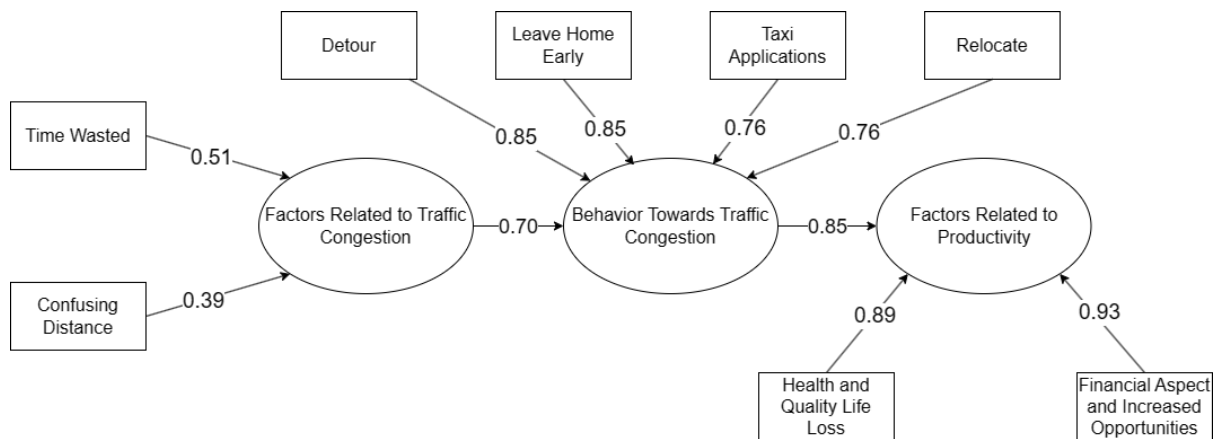 Detour
Leave Home
Early
Taxi
Applications
Relocate
Time Wasted
0.51
0.85
0.85
0.76
0.76
Factors Related to Traffic
Congestion
0.70
Behavior Towards Traffic
Congestion
0.85
Factors Related to
Productivity
Confusing
Distance
0.39
0.89
0.93
Health and
Quality Life
Loss
Financial Aspect
and Increased
Opportunities